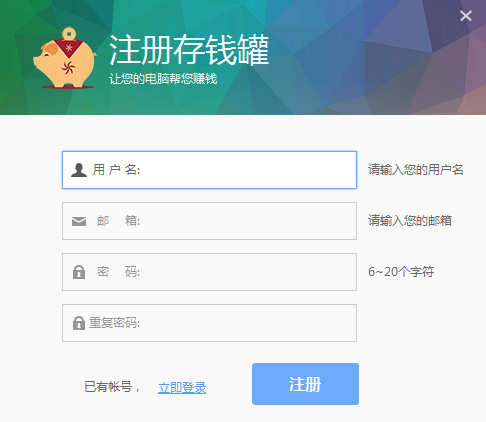 注册存钱罐
让您的电脑帮您赚钱
用 户 名: 请输入您的用户名
邮 箱: 请输入您的邮箱
密 码: 6~20个字符
重复密码:
已有帐号， 立即登录 注册